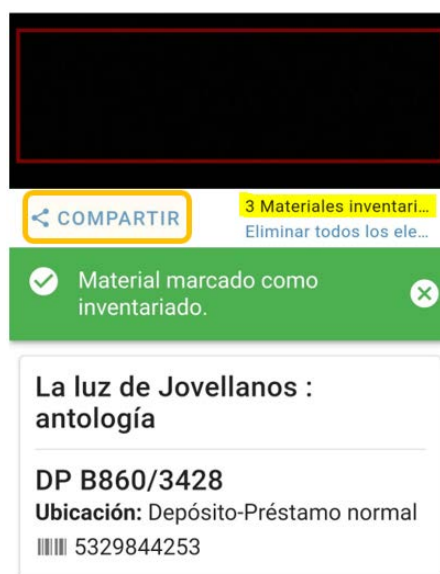 COMPARTIR
3 Materiales inventari...
Eliminar todos los ele...
Material marcado como
inventariado.
La luz de Jovellanos :
antología
DP B860/3428
Ubicación: Depósito-Préstamo normal
5329844253